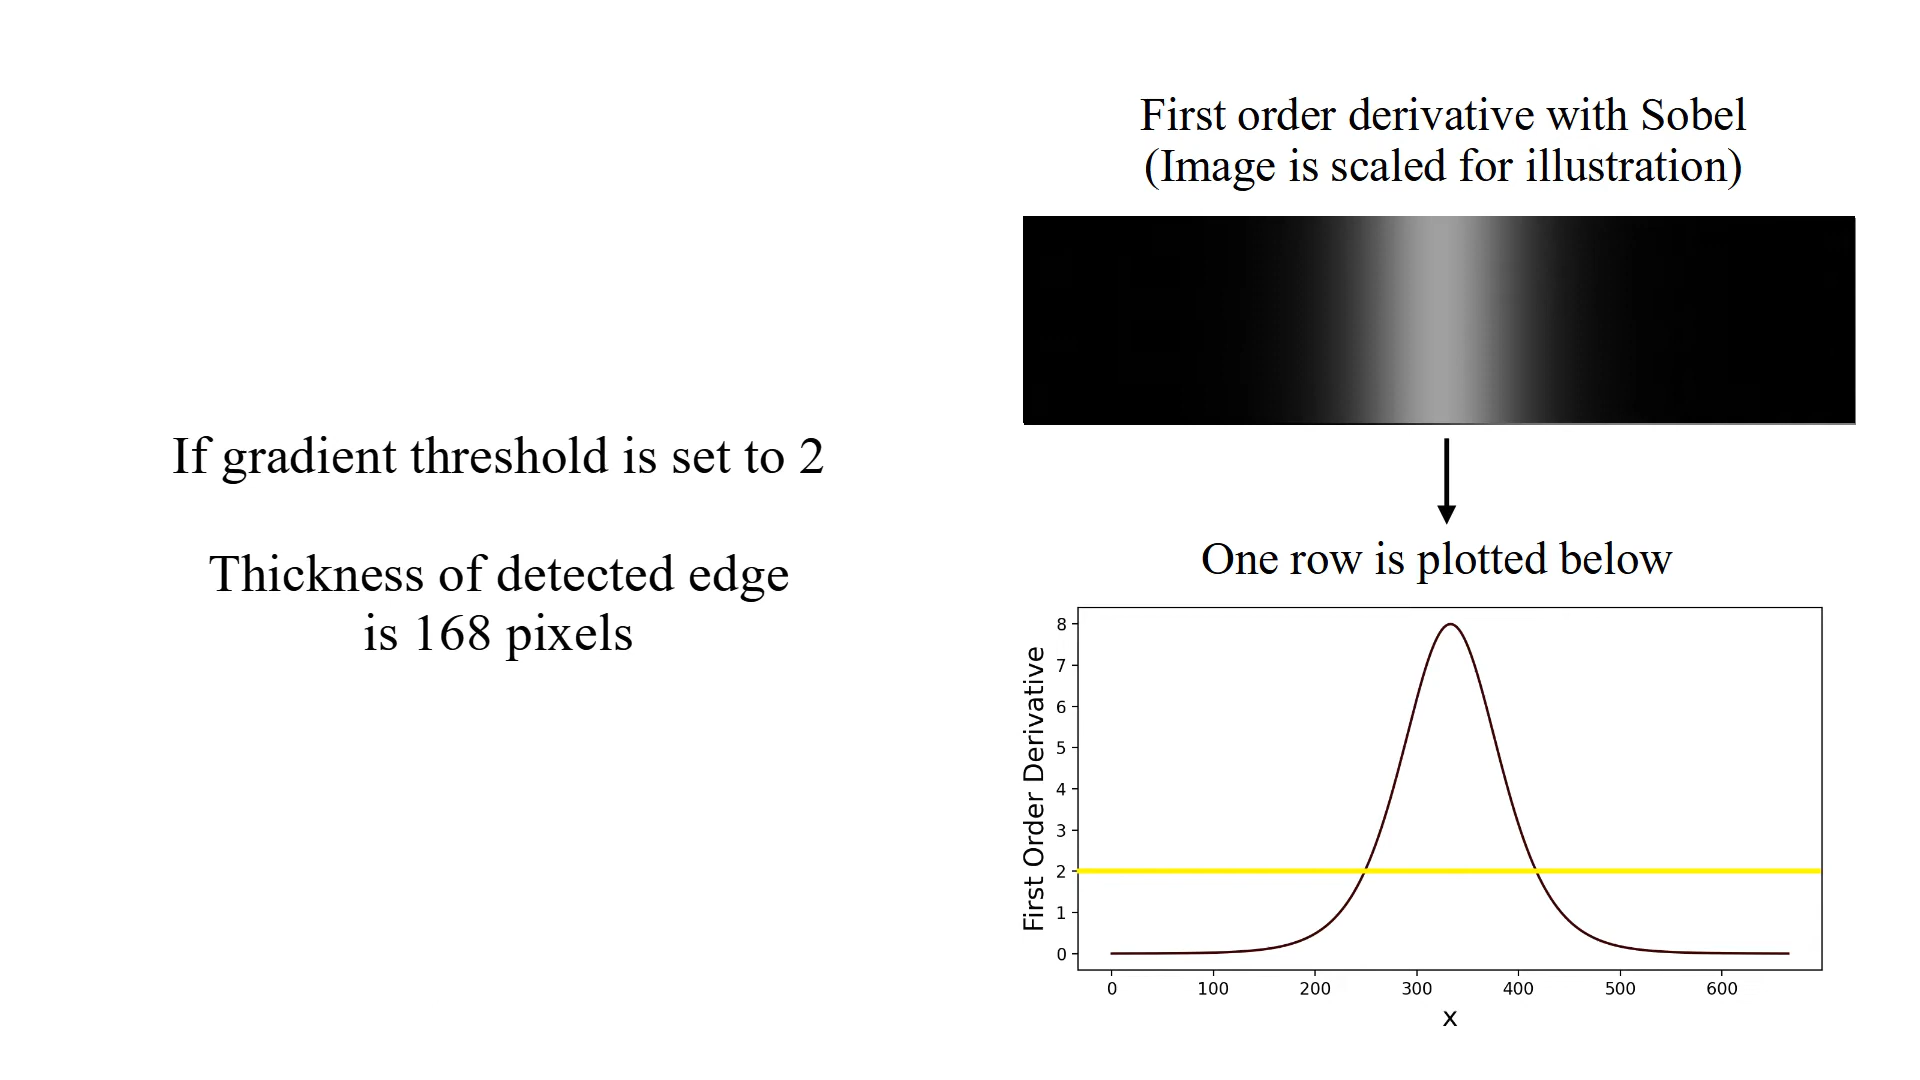 If gradient threshold is set to 2
Thickness of detected edge
is 168 pixels
First order derivative with Sobel
(Image is scaled for illustration)
One row is plotted below
First Order Derivative
8
7
6
5
4
3
2
1
0
0 100 200 300 400 500 600
x